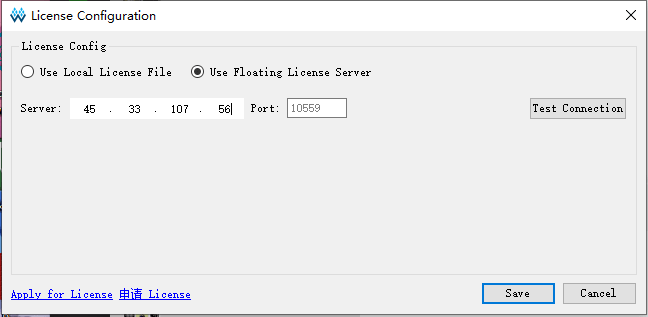 License Configuration
License Config
Use Local License File Use Floating License Server
Server: 45 . 33 . 107 . 56 Port: 10559 Test Connection
Apply for License 申请 License Save Cancel